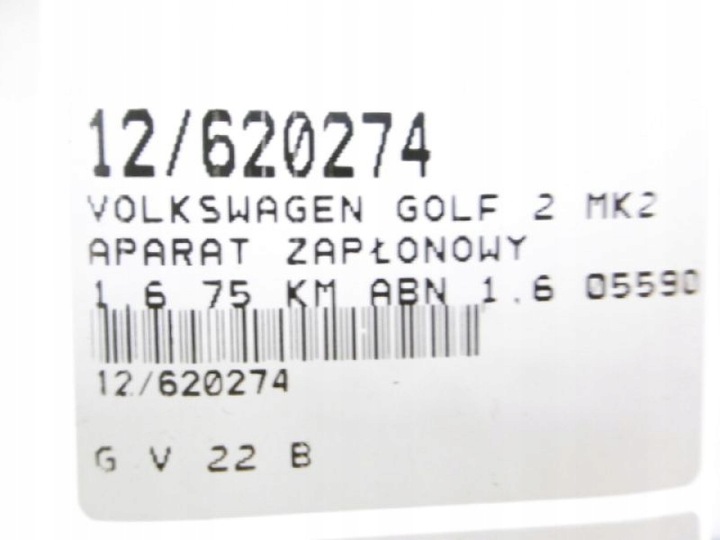 12/620274
VOLKSWAGEN GOLF 2 MK2
APARAT ZAPŁONOWY
1.6 75 KM ABN 1.6 05590
12/620274
G V 22 B